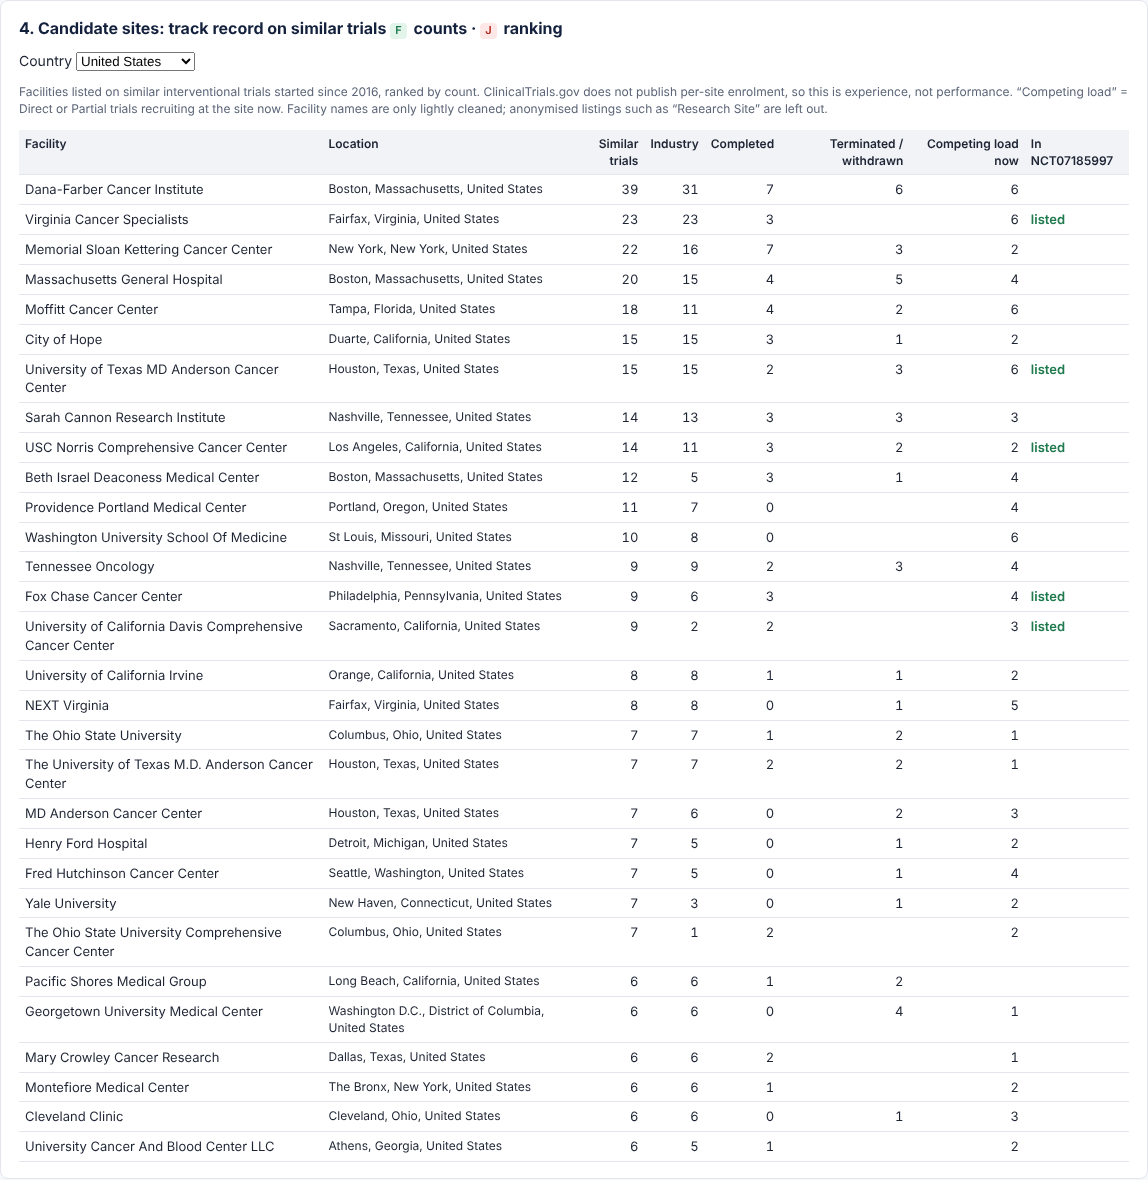 4. Candidate sites: track record on similar trials F counts · J ranking
Country United States
Facilities listed on similar interventional trials started since 2016, ranked by count. ClinicalTrials.gov does not publish per-site enrolment, so this is experience, not performance. “Competing load” =
Direct or Partial trials recruiting at the site now. Facility names are only lightly cleaned; anonymised listings such as “Research Site” are left out.
Facility Location Similar trials Industry Completed Terminated / withdrawn Competing load now In NCT07185997
Dana-Farber Cancer Institute Boston, Massachusetts, United States 39 31 7 6 6
Virginia Cancer Specialists Fairfax, Virginia, United States 23 23 3 6 listed
Memorial Sloan Kettering Cancer Center New York, New York, United States 22 16 7 3 2
Massachusetts General Hospital Boston, Massachusetts, United States 20 15 4 5 4
Moffitt Cancer Center Tampa, Florida, United States 18 11 4 2 6
City of Hope Duarte, California, United States 15 15 3 1 2
University of Texas MD Anderson Cancer Center Houston, Texas, United States 15 15 2 3 6 listed
Sarah Cannon Research Institute Nashville, Tennessee, United States 14 13 3 3 3
USC Norris Comprehensive Cancer Center Los Angeles, California, United States 14 11 3 2 2 listed
Beth Israel Deaconess Medical Center Boston, Massachusetts, United States 12 5 3 1 4
Providence Portland Medical Center Portland, Oregon, United States 11 7 0 4
Washington University School Of Medicine St Louis, Missouri, United States 10 8 0 6
Tennessee Oncology Nashville, Tennessee, United States 9 9 2 3 4
Fox Chase Cancer Center Philadelphia, Pennsylvania, United States 9 6 3 4 listed
University of California Davis Comprehensive Cancer Center Sacramento, California, United States 9 2 2 3 listed
University of California Irvine Orange, California, United States 8 8 1 1 2
NEXT Virginia Fairfax, Virginia, United States 8 8 0 1 5
The Ohio State University Columbus, Ohio, United States 7 7 1 2 1
The University of Texas M.D. Anderson Cancer Center Houston, Texas, United States 7 7 2 2 1
MD Anderson Cancer Center Houston, Texas, United States 7 6 0 2 3
Henry Ford Hospital Detroit, Michigan, United States 7 5 0 1 2
Fred Hutchinson Cancer Center Seattle, Washington, United States 7 5 0 1 4
Yale University New Haven, Connecticut, United States 7 3 0 1 2
The Ohio State University Comprehensive Cancer Center Columbus, Ohio, United States 7 1 2 2
Pacific Shores Medical Group Long Beach, California, United States 6 6 1 2
Georgetown University Medical Center Washington D.C., District of Columbia, United States 6 6 0 4 1
Mary Crowley Cancer Research Dallas, Texas, United States 6 6 2 1
Montefiore Medical Center The Bronx, New York, United States 6 6 1 2
Cleveland Clinic Cleveland, Ohio, United States 6 6 0 1 3
University Cancer And Blood Center LLC Athens, Georgia, United States 6 5 1 2